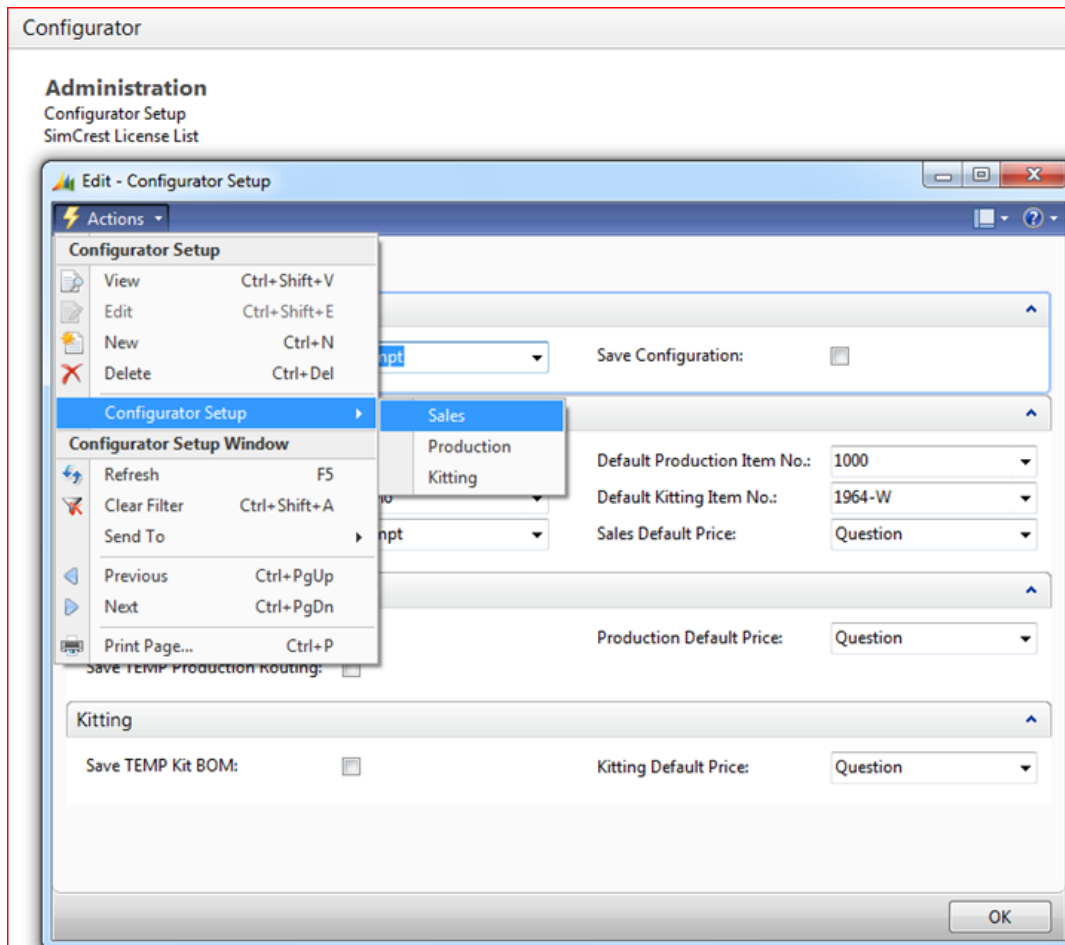 Configurator
Administration
Configurator Setup
SimCrest License List
Edit - Configurator Setup
Actions
Configurator Setup
View Ctrl+Shift+V
Edit Ctrl+Shift+E
New Ctrl+N
Delete Ctrl+Del
Configurator Setup
Sales
Production
Kitting
Configurator Setup Window
Refresh F5
Clear Filter Ctrl+Shift+A
Send To
Previous Ctrl+PgUp
Next Ctrl+PgDn
Print Page... Ctrl+P
Save Configuration:
Default Production Item No.: 1000
Default Kitting Item No.: 1964-W
Sales Default Price: Question
Production Default Price: Question
Save TEMP Production Routing:
Kitting
Save TEMP Kit BOM:
Kitting Default Price: Question
OK